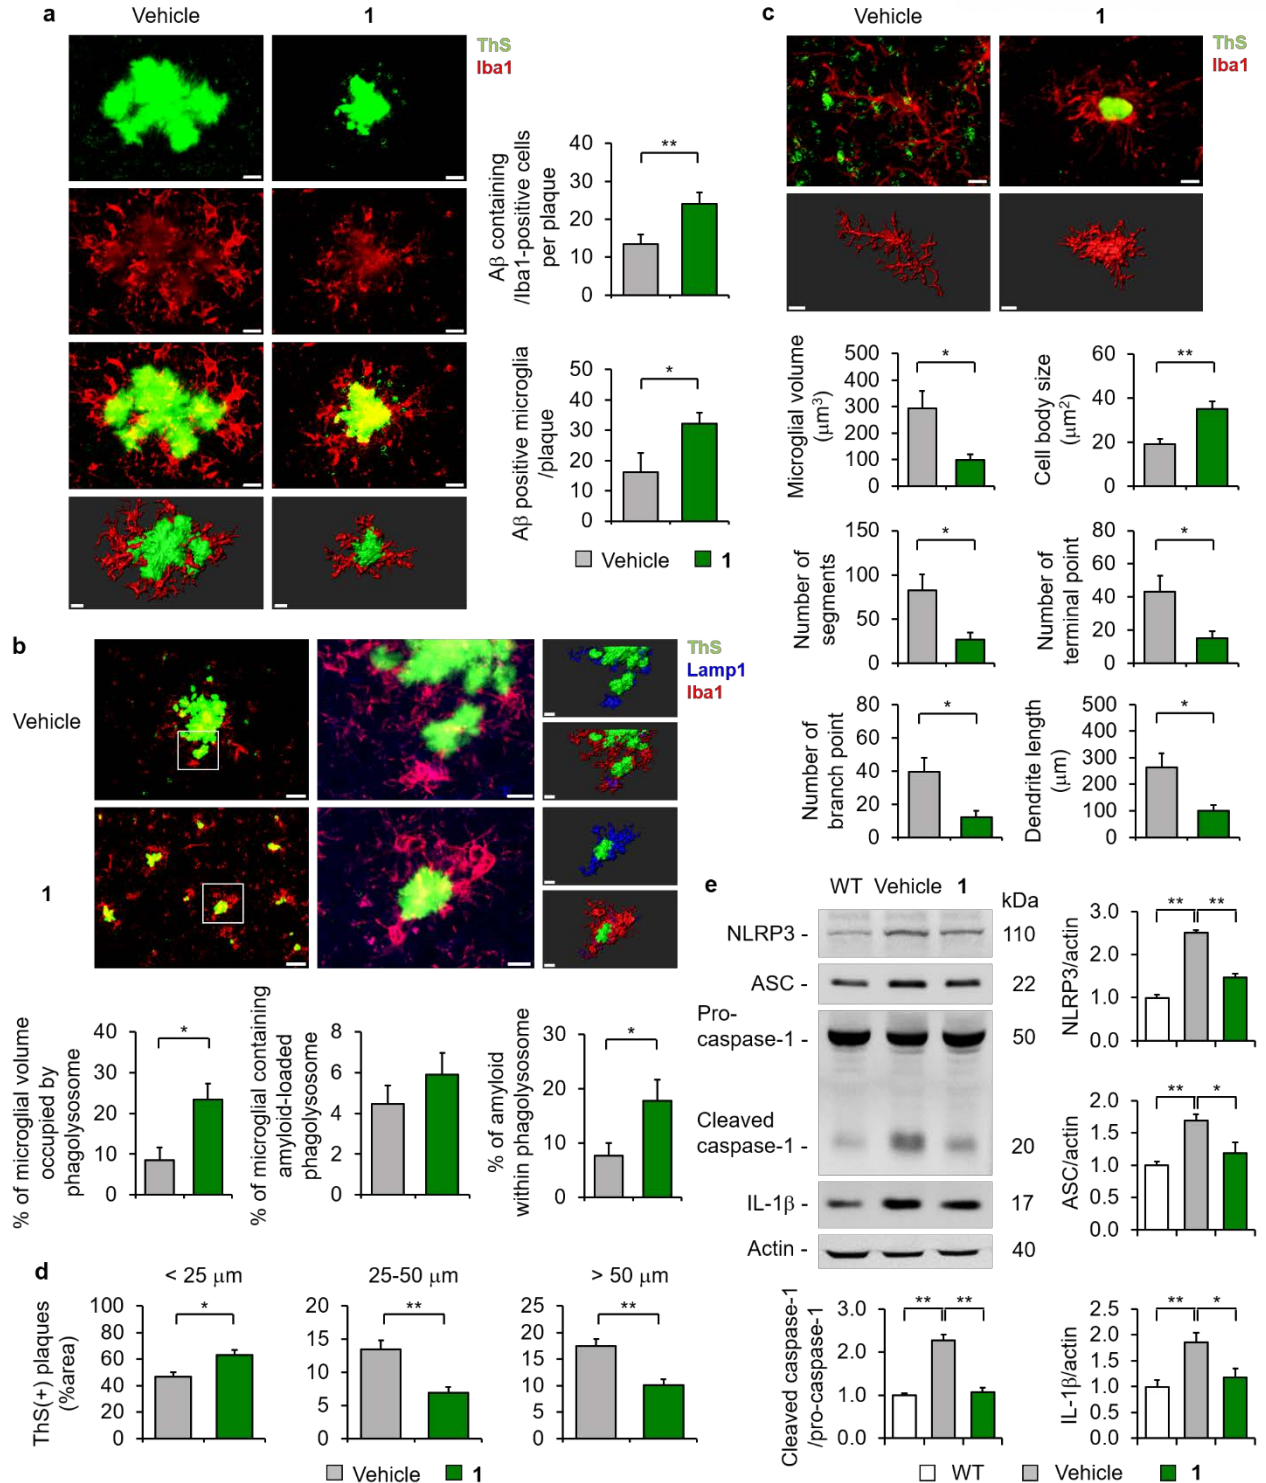 a
Vehicle
1
ThS
Iba1
Aβ containing
/Iba1-positive cells
per plaque
40
30
20
10
0
**
Aβ positive microglia
/plaque
50
40
30
20
10
0
*
Vehicle
1
b
Vehicle
1
ThS
Lamp1
Iba1
% of microglial volume
occupied by
phagolysosome
40
30
20
10
0
*
% of microglial containing
amyloid-loaded
phagolysosome
8
6
4
2
0
% of amyloid
within phagolysosome
30
20
10
0
*
c
Vehicle
1
ThS
Iba1
Microglial volume
(μm3)
500
400
300
200
100
0
*
Cell body size
(μm2)
60
40
20
0
**
Number of
segments
150
100
50
0
*
Number of
terminal point
80
60
40
20
0
*
Number of
branch point
80
60
40
20
0
*
Dendrite length
(μm)
500
400
300
200
100
0
*
d
< 25 μm
25-50 μm
> 50 μm
ThS(+) plaques
(%area)
100
80
60
40
20
0
*
20
15
10
5
0
**
25
20
15
10
5
0
**
Vehicle
1
e
WT Vehicle 1
kDa
NLRP3 - 110
ASC - 22
Pro-
caspase-1 - 50
Cleaved
caspase-1 - 20
IL-1β - 17
Actin - 40
NLRP3/actin
3.0
2.0
1.0
0.0
** **
ASC/actin
2.0
1.5
1.0
0.5
0.0
** *
Cleaved caspase-1
/pro-caspase-1
3.0
2.0
1.0
0.0
** **
IL-1β/actin
2.5
2.0
1.5
1.0
0.5
0.0
** *
WT
Vehicle
1